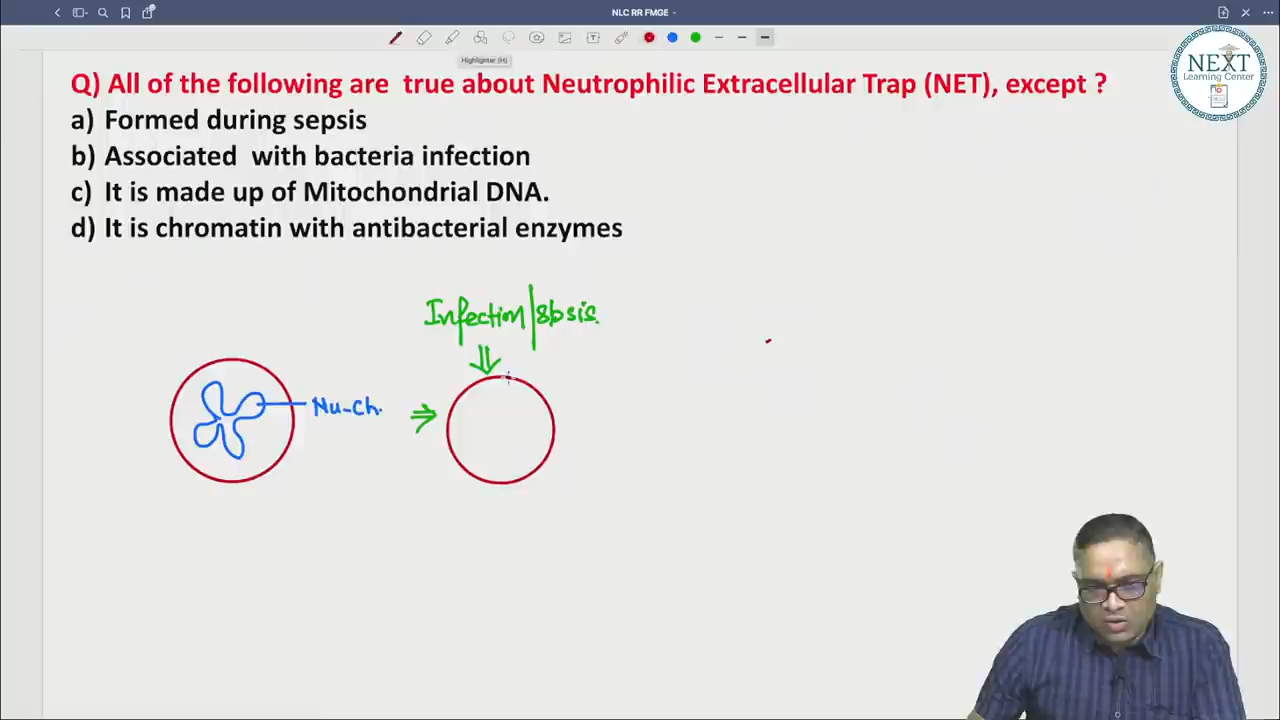 NLC RR FMGE
Highlighter (H)
NEXT
Learning Center
Q) All of the following are true about Neutrophilic Extracellular Trap (NET), except ?
a) Formed during sepsis
b) Associated with bacteria infection
c) It is made up of Mitochondrial DNA.
d) It is chromatin with antibacterial enzymes
Infection/spsis.
Nu-Ch.